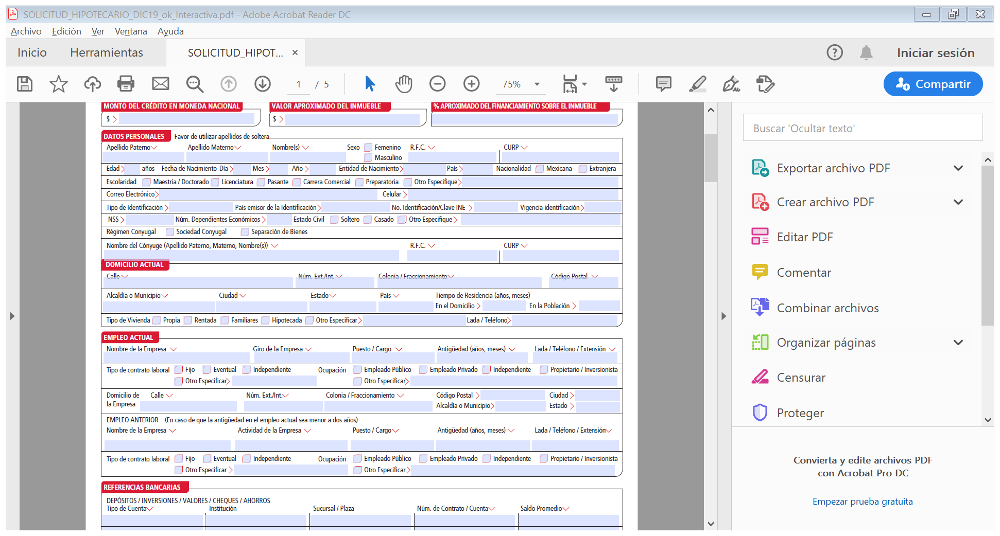 SOLICITUD_HIPOTECARIO_DIC19_ok_Interactiva.pdf - Adobe Acrobat Reader DC
Archivo Edición Ver Ventana Ayuda
Inicio Herramientas SOLICITUD_HIPOT... × Iniciar sesión
1 / 5 75% Compartir
MONTO DEL CRÉDITO EN MONEDA NACIONAL VALOR APROXIMADO DEL INMUEBLE % APROXIMADO DEL FINANCIAMIENTO SOBRE EL INMUEBLE
$ $
DATOS PERSONALES Favor de utilizar apellidos de soltera
Apellido Paterno Apellido Materno Nombre(s) Sexo Femenino R.F.C. CURP
Masculino
Edad años Fecha de Nacimiento Día Mes Año Entidad de Nacimiento País Nacionalidad Mexicana Extranjera
Escolaridad Maestría / Doctorado Licenciatura Pasante Carrera Comercial Preparatoria Otro Especifique
Correo Electrónico Celular
Tipo de Identificación País emisor de la Identificación No. Identificación/Clave INE Vigencia identificación
NSS Núm. Dependientes Económicos Estado Civil Soltero Casado Otro Especifique
Régimen Conyugal Sociedad Conyugal Separación de Bienes
Nombre del Cónyuge (Apellido Paterno, Materno, Nombre(s)) R.F.C. CURP
DOMICILIO ACTUAL
Calle Núm. Ext./Int. Colonia / Fraccionamiento Código Postal
Alcaldía o Municipio Ciudad Estado País Tiempo de Residencia (años, meses)
En el Domicilio En la Población
Tipo de Vivienda Propia Rentada Familiares Hipotecada Otro Especificar Lada / Teléfono
EMPLEO ACTUAL
Nombre de la Empresa Giro de la Empresa Puesto / Cargo Antigüedad (años, meses) Lada / Teléfono / Extensión
Tipo de contrato laboral Fijo Eventual Independiente Ocupación Empleado Público Empleado Privado Independiente Propietario / Inversionista
Otro Especificar Otro Especificar
Domicilio de Calle Núm. Ext./Int. Colonia / Fraccionamiento Código Postal Ciudad
la Empresa Alcaldía o Municipio Estado
EMPLEO ANTERIOR (En caso de que la antigüedad en el empleo actual sea menor a dos años)
Nombre de la Empresa Actividad de la Empresa Puesto / Cargo Antigüedad (años, meses) Lada / Teléfono / Extensión
Tipo de contrato laboral Fijo Eventual Independiente Ocupación Empleado Público Empleado Privado Independiente Propietario / Inversionista
Otro Especificar Otro Especificar
REFERENCIAS BANCARIAS
DEPÓSITOS / INVERSIONES / VALORES / CHEQUES / AHORROS
Tipo de Cuenta Institución Sucursal / Plaza Núm. de Contrato / Cuenta Saldo Promedio
Buscar 'Ocultar texto'
Exportar archivo PDF
Crear archivo PDF
Editar PDF
Comentar
Combinar archivos
Organizar páginas
Censurar
Proteger
Convierta y edite archivos PDF
con Acrobat Pro DC
Empezar prueba gratuita